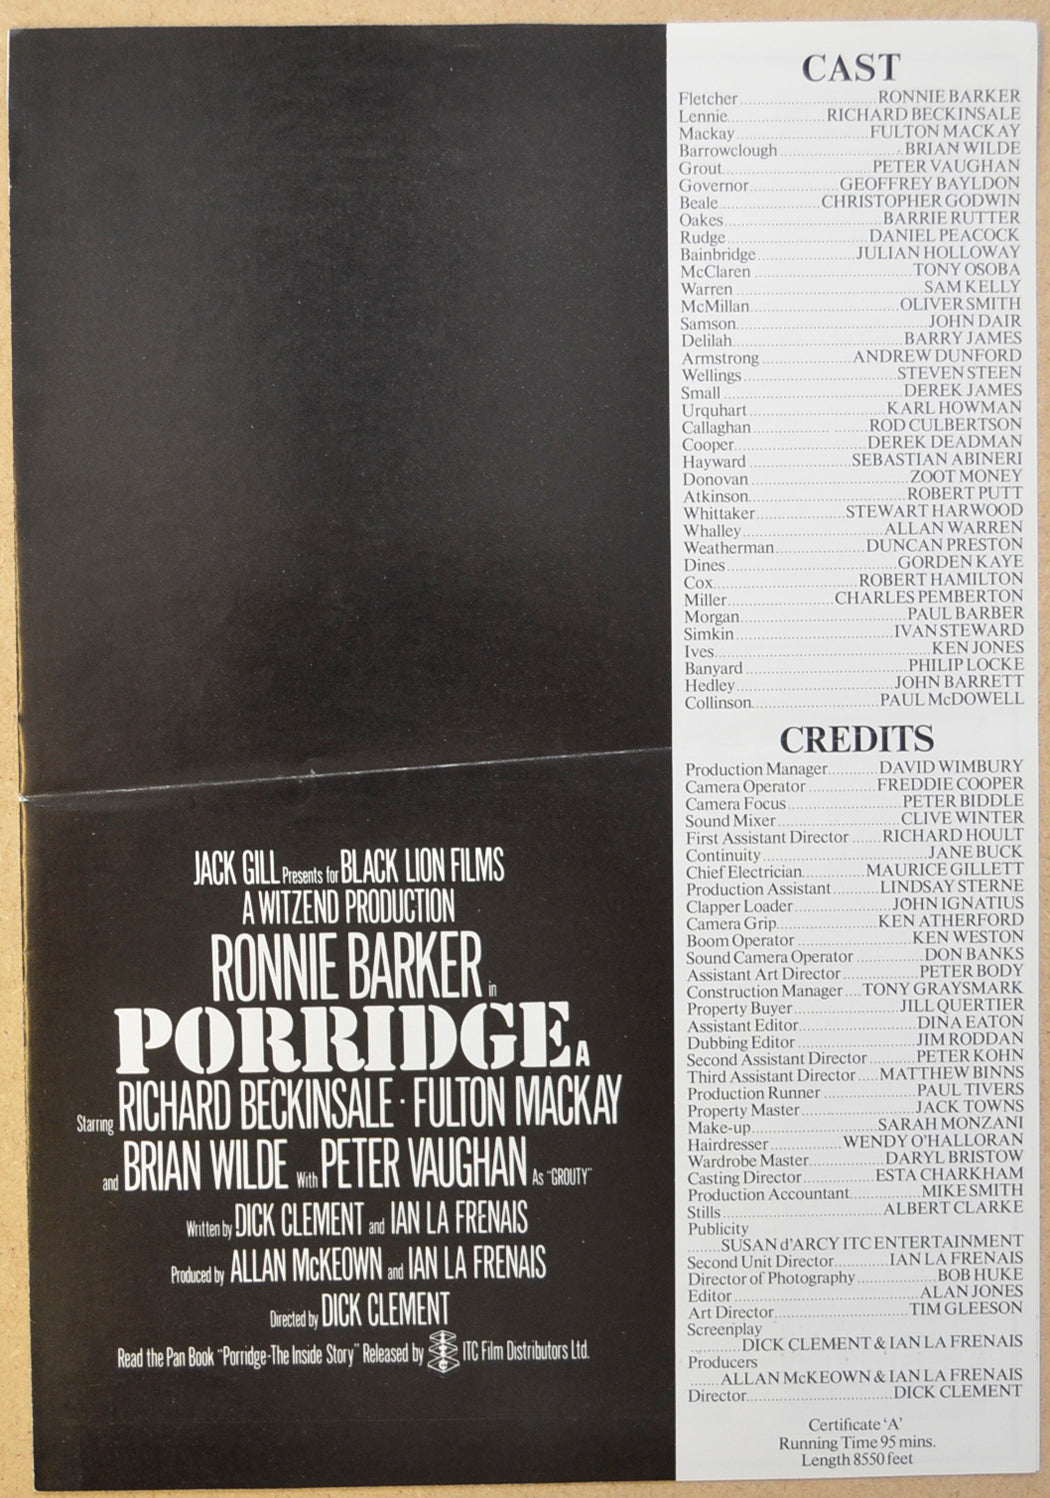 JACK GILL Presents for BLACK LION FILMS
A WITZEND PRODUCTION
RONNIE BARKER in
PORRIDGE A
Starring RICHARD BECKINSALE · FULTON MACKAY
and BRIAN WILDE With PETER VAUGHAN As "GROUTY"
Written by DICK CLEMENT and IAN LA FRENAIS
Produced by ALLAN McKEOWN and IAN LA FRENAIS
Directed by DICK CLEMENT
Read the Pan Book "Porridge-The Inside Story" Released by ITC ITC Film Distributors Ltd.
CAST
Fletcher RONNIE BARKER
Lennie RICHARD BECKINSALE
Mackay FULTON MACKAY
Barrowclough BRIAN WILDE
Grout PETER VAUGHAN
Governor GEOFFREY BAYLDON
Beale CHRISTOPHER GODWIN
Oakes BARRIE RUTTER
Rudge DANIEL PEACOCK
Bainbridge JULIAN HOLLOWAY
McClaren TONY OSOBA
Warren SAM KELLY
McMillan OLIVER SMITH
Samson JOHN DAIR
Delilah BARRY JAMES
Armstrong ANDREW DUNFORD
Wellings STEVEN STEEN
Small DEREK JAMES
Urquhart KARL HOWMAN
Callaghan ROD CULBERTSON
Cooper DEREK DEADMAN
Hayward SEBASTIAN ABINERI
Donovan ZOOT MONEY
Atkinson ROBERT PUTT
Whittaker STEWART HARWOOD
Whalley ALLAN WARREN
Weatherman DUNCAN PRESTON
Dines GORDEN KAYE
Cox ROBERT HAMILTON
Miller CHARLES PEMBERTON
Morgan PAUL BARBER
Simkin IVAN STEWARD
Ives KEN JONES
Banyard PHILIP LOCKE
Hedley JOHN BARRETT
Collinson PAUL McDOWELL
CREDITS
Production Manager DAVID WIMBURY
Camera Operator FREDDIE COOPER
Camera Focus PETER BIDDLE
Sound Mixer CLIVE WINTER
First Assistant Director RICHARD HOULT
Continuity JANE BUCK
Chief Electrician MAURICE GILLETT
Production Assistant LINDSAY STERNE
Clapper Loader JOHN IGNATIUS
Camera Grip KEN ATHERFORD
Boom Operator KEN WESTON
Sound Camera Operator DON BANKS
Assistant Art Director PETER BODY
Construction Manager TONY GRAYSMARK
Property Buyer JILL QUERTIER
Assistant Editor DINA EATON
Dubbing Editor JIM RODDAN
Second Assistant Director PETER KOHN
Third Assistant Director MATTHEW BINNS
Production Runner PAUL TIVERS
Property Master JACK TOWNS
Make-up SARAH MONZANI
Hairdresser WENDY O'HALLORAN
Wardrobe Master DARYL BRISTOW
Casting Director ESTA CHARKHAM
Production Accountant MIKE SMITH
Stills ALBERT CLARKE
Publicity
SUSAN d'ARCY ITC ENTERTAINMENT
Second Unit Director IAN LA FRENAIS
Director of Photography BOB HUKE
Editor ALAN JONES
Art Director TIM GLEESON
Screenplay
DICK CLEMENT & IAN LA FRENAIS
Producers
ALLAN McKEOWN & IAN LA FRENAIS
Director DICK CLEMENT
Certificate 'A'
Running Time 95 mins.
Length 8550 feet